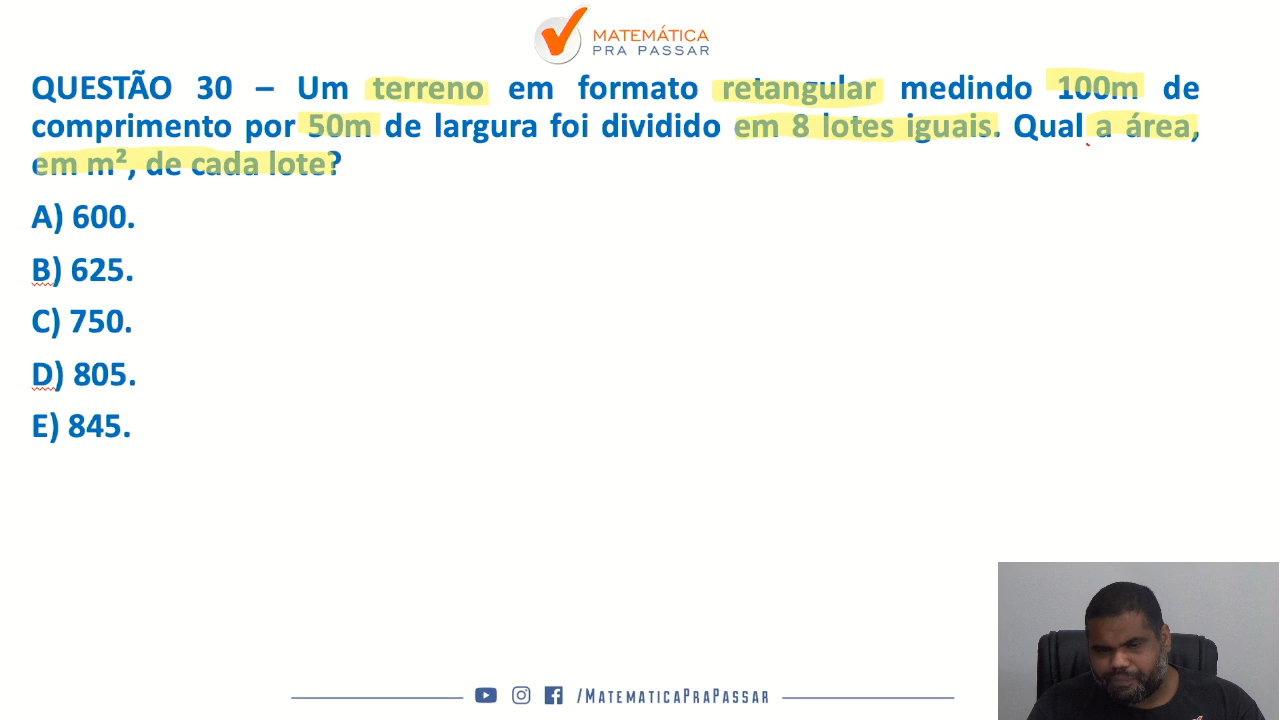 MATEMÁTICA
PRA PASSAR
QUESTÃO 30 – Um terreno em formato retangular medindo 100m de
comprimento por 50m de largura foi dividido em 8 lotes iguais. Qual a área,
em m², de cada lote?
A) 600.
B) 625.
C) 750.
D) 805.
E) 845.
/MATEMATICAPRAPASSAR